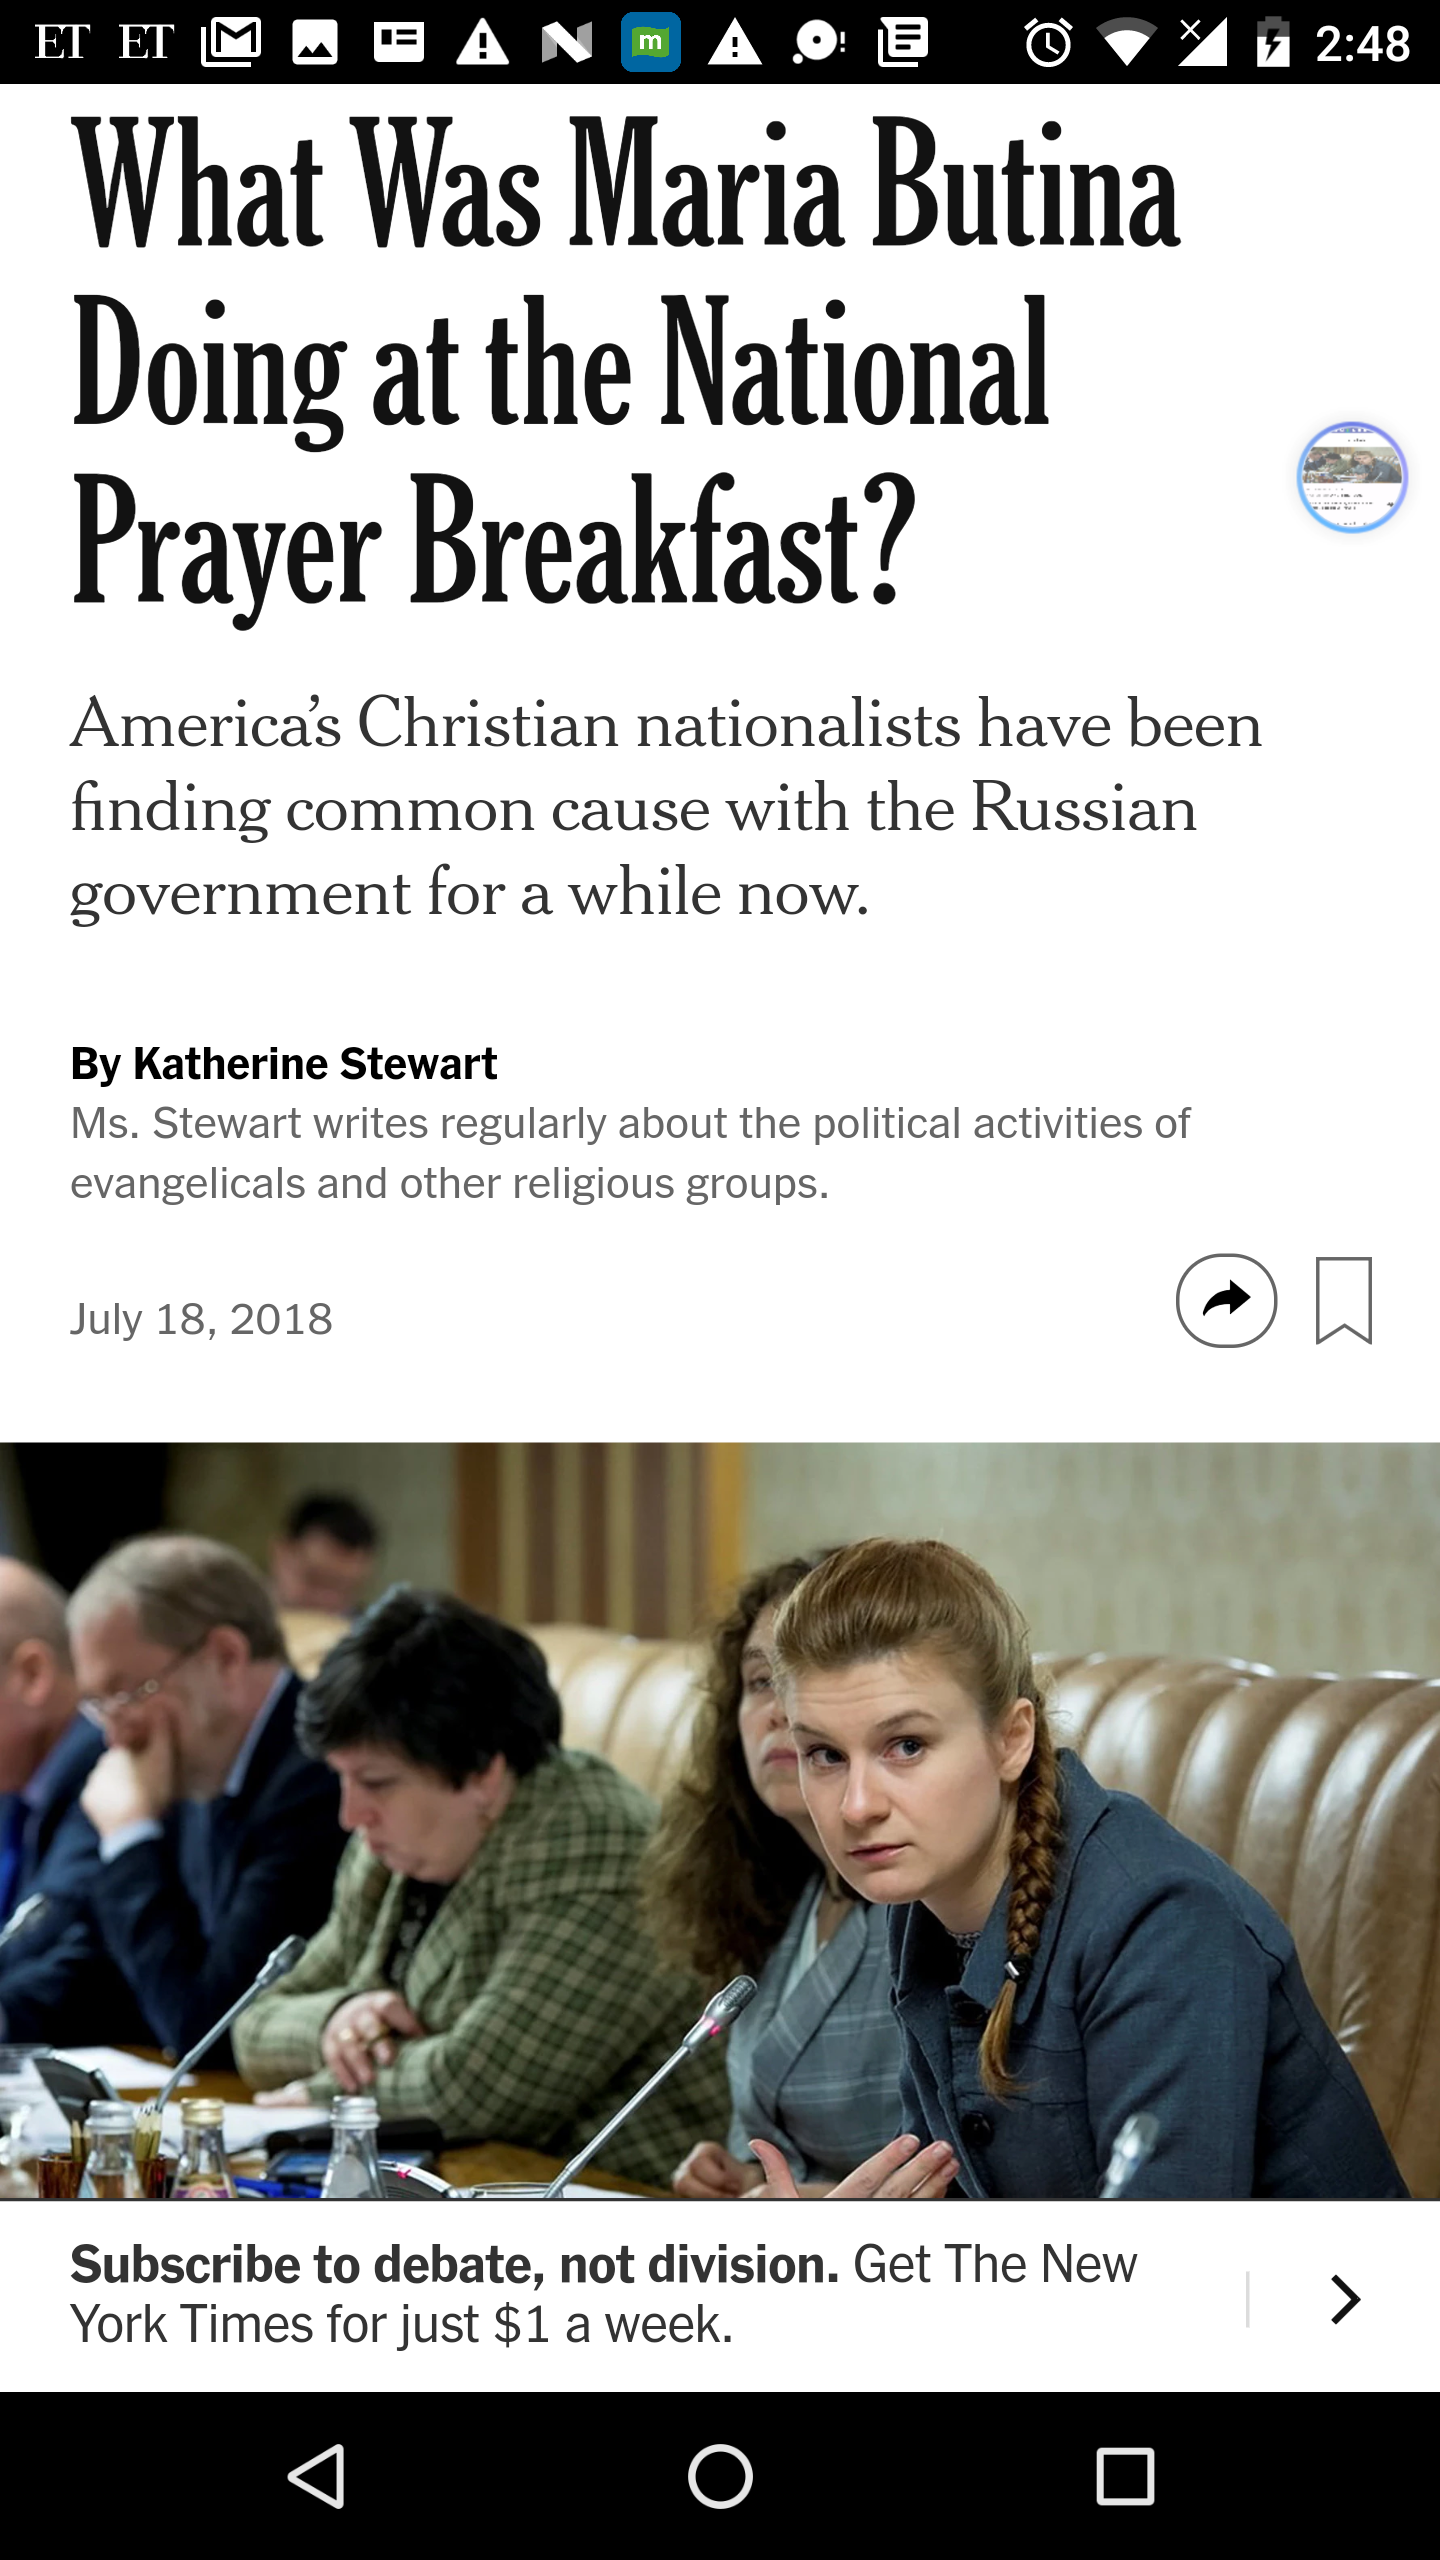 ET ET m 2:48
What Was Maria Butina
Doing at the National
Prayer Breakfast?
America’s Christian nationalists have been
finding common cause with the Russian
government for a while now.
By Katherine Stewart
Ms. Stewart writes regularly about the political activities of
evangelicals and other religious groups.
July 18, 2018
Subscribe to debate, not division. Get The New
York Times for just $1 a week.